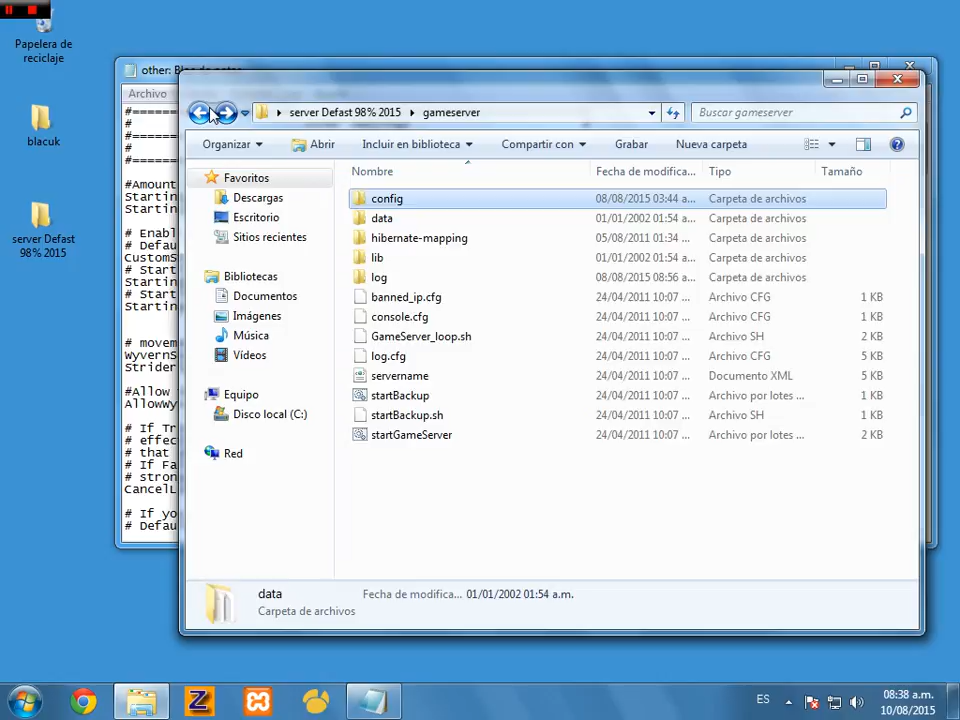 Papelera de
reciclaje
blacuk
server Defast
98% 2015
other: Bloc de notas
Archivo
#=======
#
#=======
#=======
#Amount
Starting
Starting
# Enabl
# Defau
CustomS
# Start
Starting
# Start
Starting
# movem
WyvernS
Strider
#Allow
AllowWy
# If Tr
# effec
# that
# If Fa
# stron
CancelL
# If yo
# Defau
server Defast 98% 2015
gameserver
Buscar gameserver
Organizar
Abrir
Incluir en biblioteca
Compartir con
Grabar
Nueva carpeta
Favoritos
Descargas
Escritorio
Sitios recientes
Bibliotecas
Documentos
Imágenes
Música
Vídeos
Equipo
Disco local (C:)
Red
Nombre Fecha de modifica... Tipo Tamaño
config 08/08/2015 03:44 a... Carpeta de archivos
data 01/01/2002 01:54 a... Carpeta de archivos
hibernate-mapping 05/08/2011 01:34 ... Carpeta de archivos
lib 01/01/2002 01:54 a... Carpeta de archivos
log 08/08/2015 08:56 a... Carpeta de archivos
banned_ip.cfg 24/04/2011 10:07 ... Archivo CFG 1 KB
console.cfg 24/04/2011 10:07 ... Archivo CFG 1 KB
GameServer_loop.sh 24/04/2011 10:07 ... Archivo SH 2 KB
log.cfg 24/04/2011 10:07 ... Archivo CFG 5 KB
servername 24/04/2011 10:07 ... Documento XML 5 KB
startBackup 24/04/2011 10:07 ... Archivo por lotes ... 1 KB
startBackup.sh 24/04/2011 10:07 ... Archivo SH 1 KB
startGameServer 24/04/2011 10:07 ... Archivo por lotes ... 2 KB
data Fecha de modifica... 01/01/2002 01:54 a.m.
Carpeta de archivos
ES
08:38 a.m.
10/08/2015